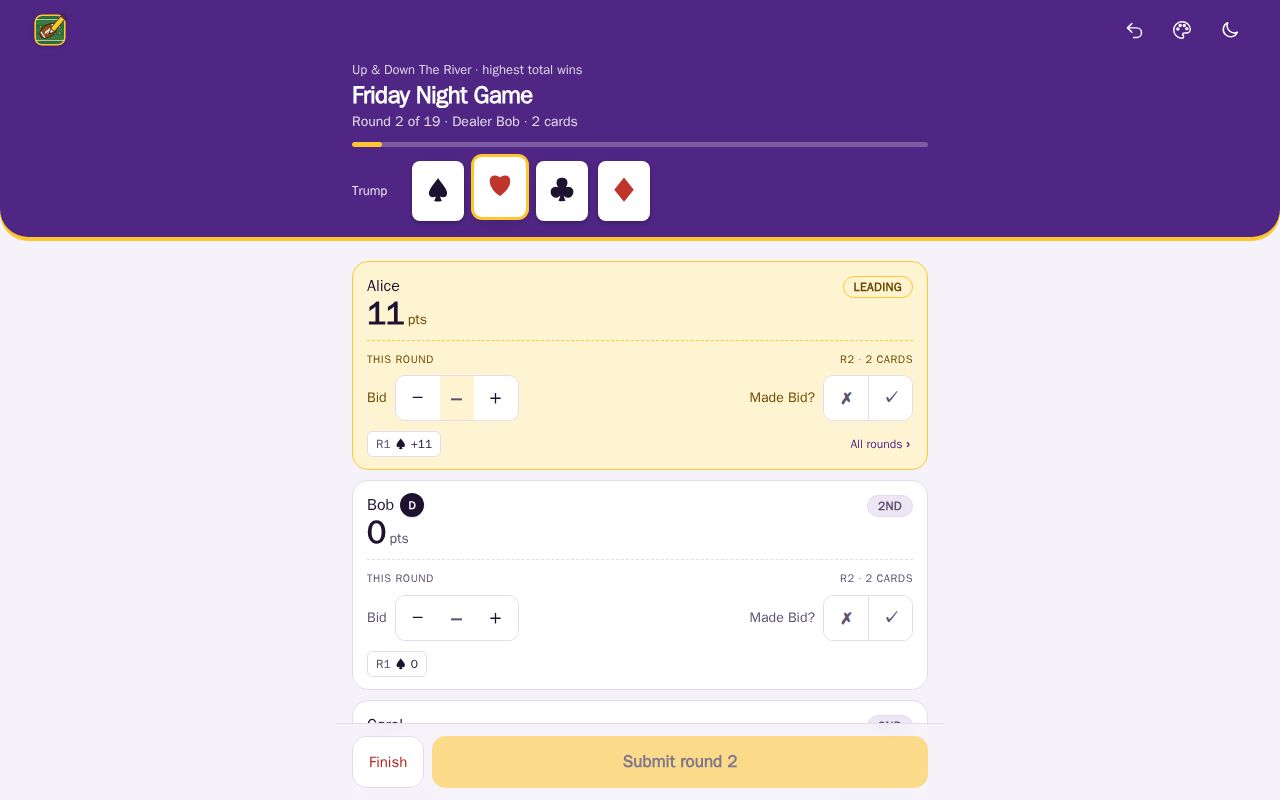 Up & Down The River · highest total wins
Friday Night Game
Round 2 of 19 · Dealer Bob · 2 cards
Trump
Alice
LEADING
11 pts
THIS ROUND
R2 · 2 CARDS
Bid
− – +
Made Bid?
✗ ✓
R1 ♠ +11
All rounds ›
Bob D
2ND
0 pts
THIS ROUND
R2 · 2 CARDS
Bid
− – +
Made Bid?
✗ ✓
R1 ♠ 0
Finish
Submit round 2